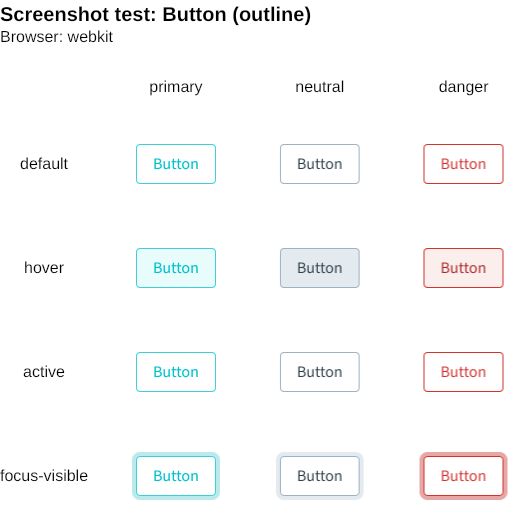 Screenshot test: Button (outline)
Browser: webkit
primary neutral danger
default Button Button Button
hover Button Button Button
active Button Button Button
focus-visible Button Button Button